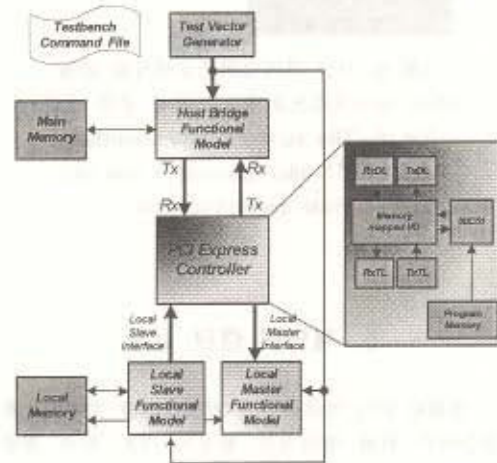 Testbench
Command File
Test Vector
Generator
Main
Memory
Host Bridge
Functional
Model
Tx
Rx
Rx
Tx
PCI Express
Controller
RxDL
TxDL
Memory
mapped I/O
RxTL
TxTL
Program
Memory
Local
Slave
Interface
Local
Master
Interface
Local
Memory
Local
Slave
Functional
Model
Local
Master
Functional
Model